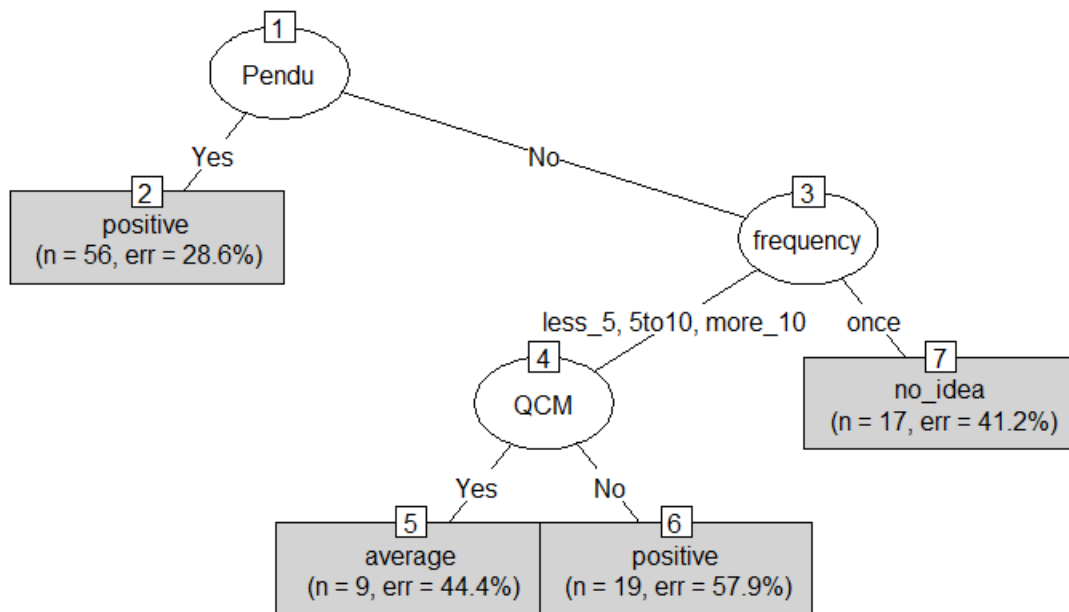 1
Pendu
Yes
No
2
positive
(n = 56, err = 28.6%)
3
frequency
less_5, 5to10, more_10
once
4
QCM
7
no_idea
(n = 17, err = 41.2%)
Yes
No
5
average
(n = 9, err = 44.4%)
6
positive
(n = 19, err = 57.9%)